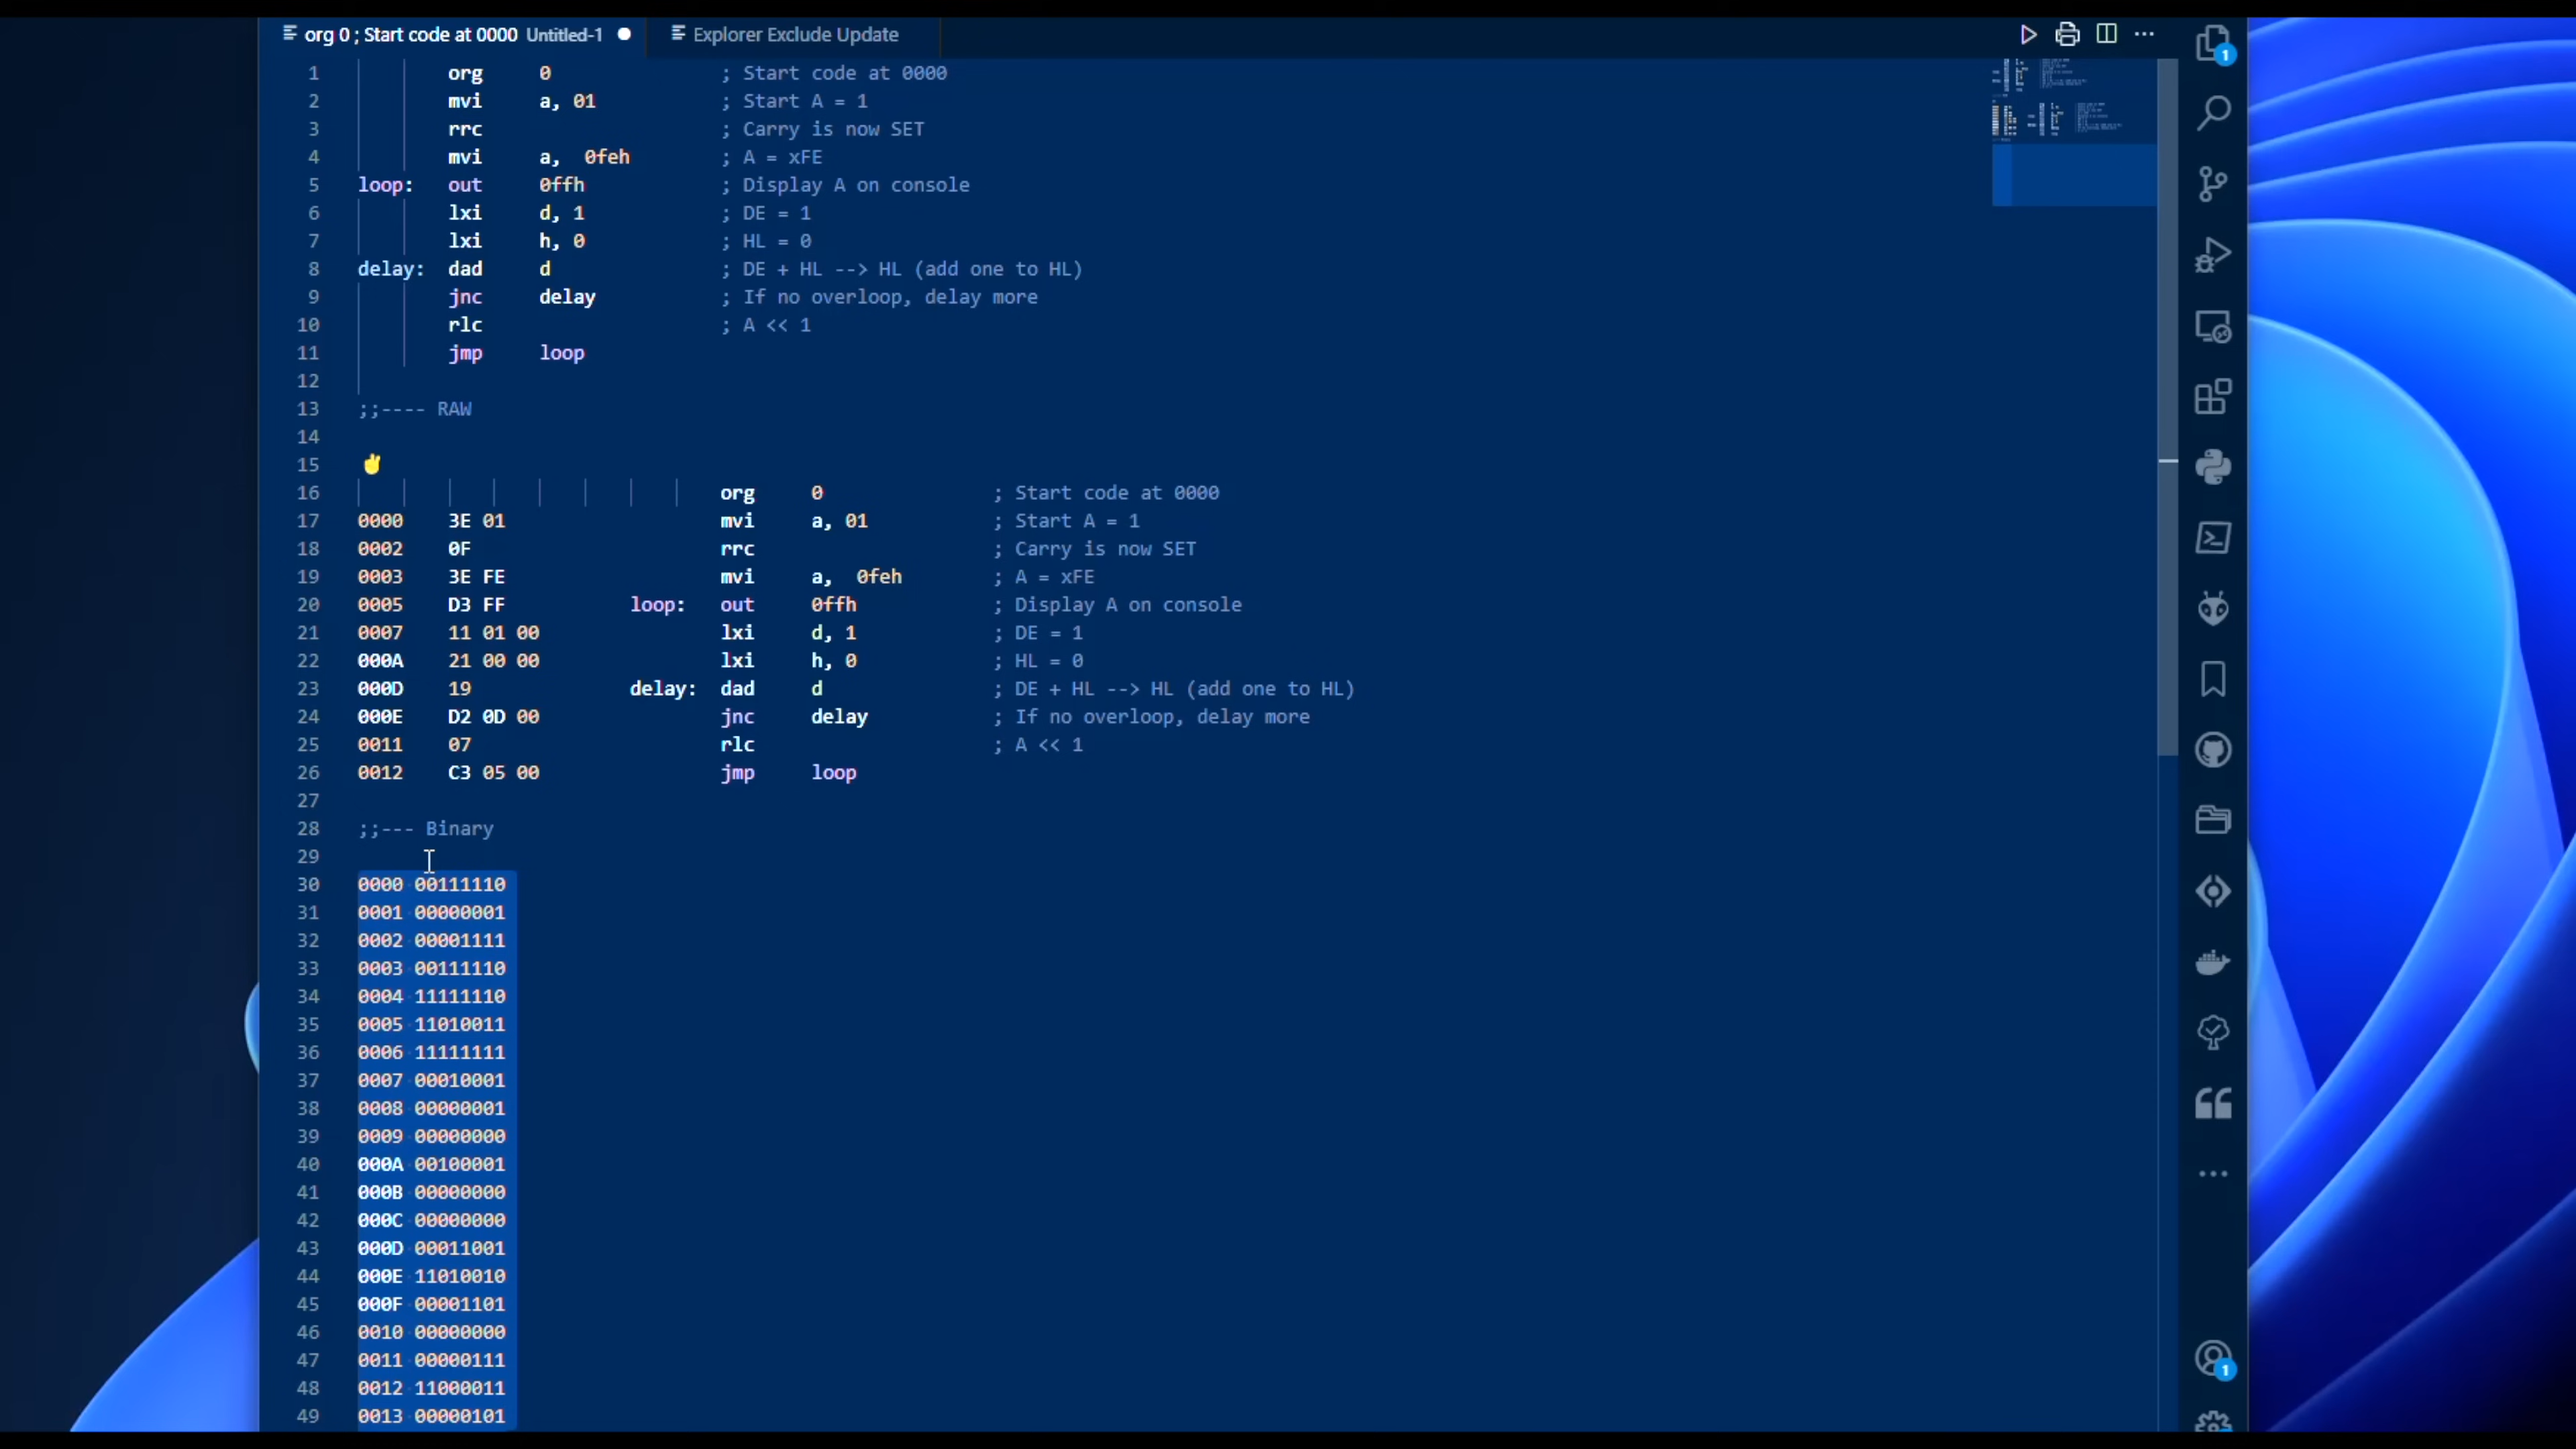 org 0 ; Start code at 0000 Untitled-1 Explorer Exclude Update
1 org 0 ; Start code at 0000
2 mvi a, 01 ; Start A = 1
3 rrc ; Carry is now SET
4 mvi a, 0feh ; A = xFE
5 loop: out 0ffh ; Display A on console
6 lxi d, 1 ; DE = 1
7 lxi h, 0 ; HL = 0
8 delay: dad d ; DE + HL --> HL (add one to HL)
9 jnc delay ; If no overloop, delay more
10 rlc ; A << 1
11 jmp loop
12
13 ;;---- RAW
14
15
16 org 0 ; Start code at 0000
17 0000 3E 01 mvi a, 01 ; Start A = 1
18 0002 0F rrc ; Carry is now SET
19 0003 3E FE mvi a, 0feh ; A = xFE
20 0005 D3 FF loop: out 0ffh ; Display A on console
21 0007 11 01 00 lxi d, 1 ; DE = 1
22 000A 21 00 00 lxi h, 0 ; HL = 0
23 000D 19 delay: dad d ; DE + HL --> HL (add one to HL)
24 000E D2 0D 00 jnc delay ; If no overloop, delay more
25 0011 07 rlc ; A << 1
26 0012 C3 05 00 jmp loop
27
28 ;;--- Binary
29
30 0000 00111110
31 0001 00000001
32 0002 00001111
33 0003 00111110
34 0004 11111110
35 0005 11010011
36 0006 11111111
37 0007 00010001
38 0008 00000001
39 0009 00000000
40 000A 00100001
41 000B 00000000
42 000C 00000000
43 000D 00011001
44 000E 11010010
45 000F 00001101
46 0010 00000000
47 0011 00000111
48 0012 11000011
49 0013 00000101
1
1